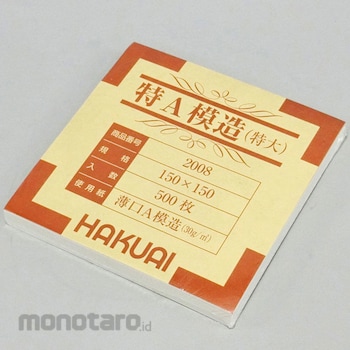 特A模造(特大)
商品番号 2008
規格 150×150
入数 500枚
使用紙 薄口A模造(30g/㎡)
HAKUAI
monotaro.id